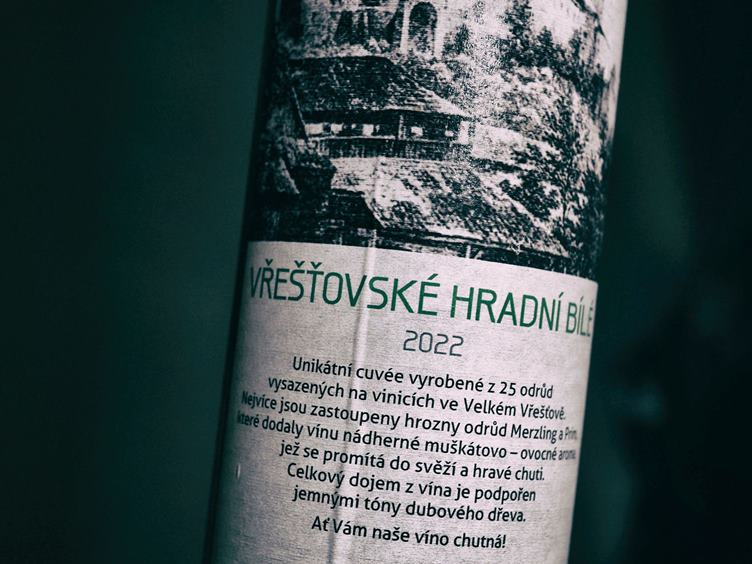 VŘEŠŤOVSKÉ HRADNÍ BÍLÉ
2022
Unikátní cuvée vyrobené z 25 odrůd
vysazených na vinicích ve Velkém Vřešťově.
Nejvíce jsou zastoupeny hrozny odrůd Merzling a
které dodaly vínu nádherné muškátovo – ovocné aroma,
jež se promítá do svěží a hravé chuti.
Celkový dojem z vína je podpořen
jemnými tóny dubového dřeva.
Ať Vám naše víno chutná!